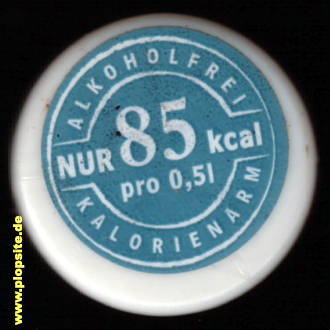 ALKOHOLFREI
NUR 85 kcal
pro 0,5l
KALORIENARM
www.plopsite.de